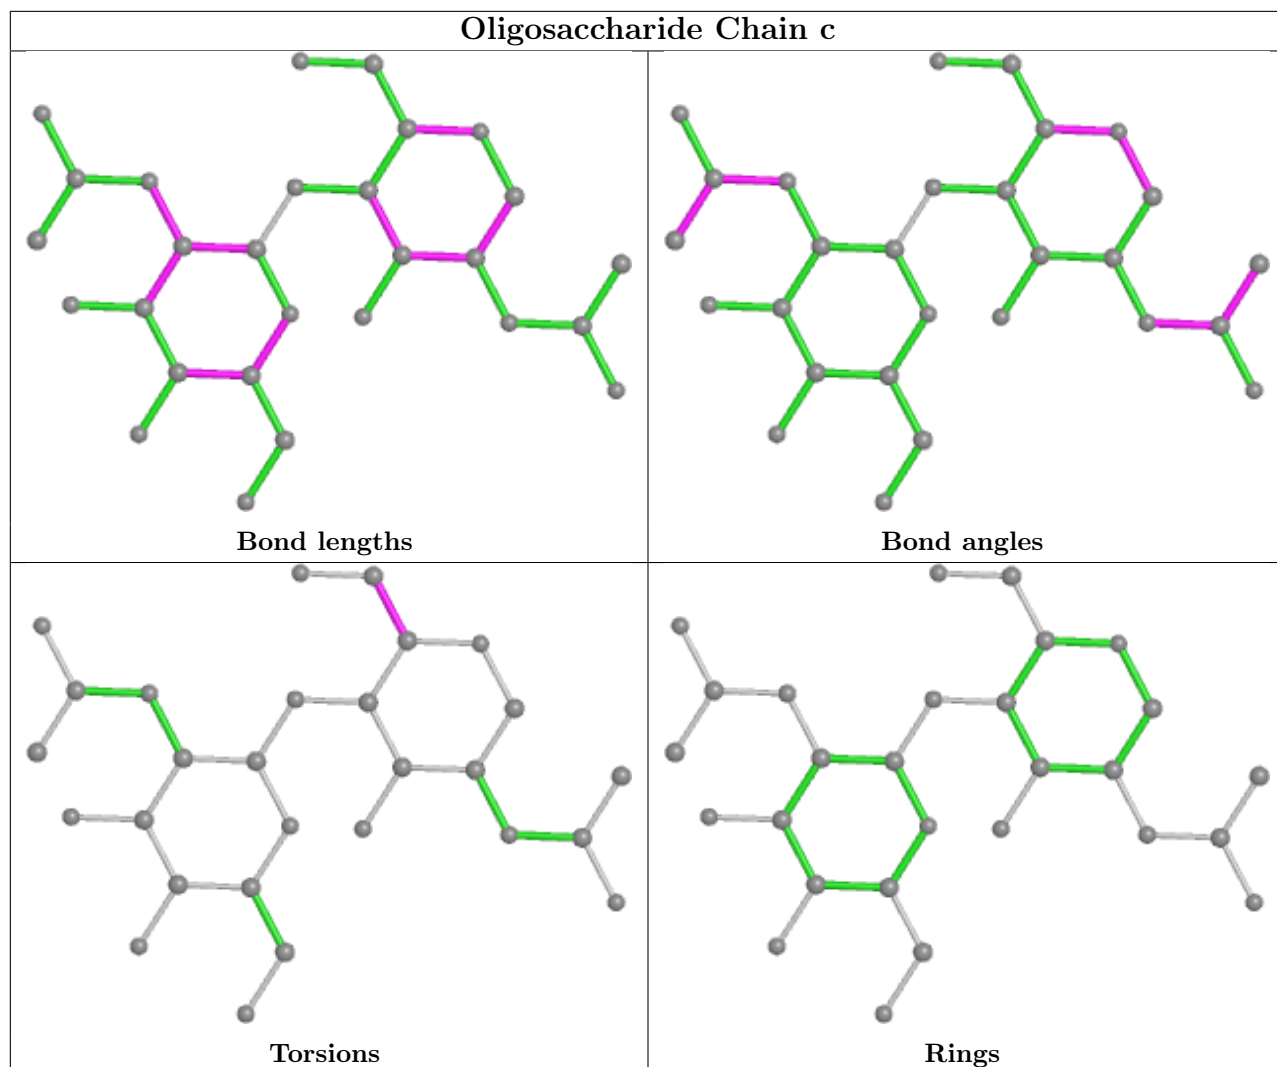 Oligosaccharide Chain c
Bond lengths
Bond angles
Torsions
Rings